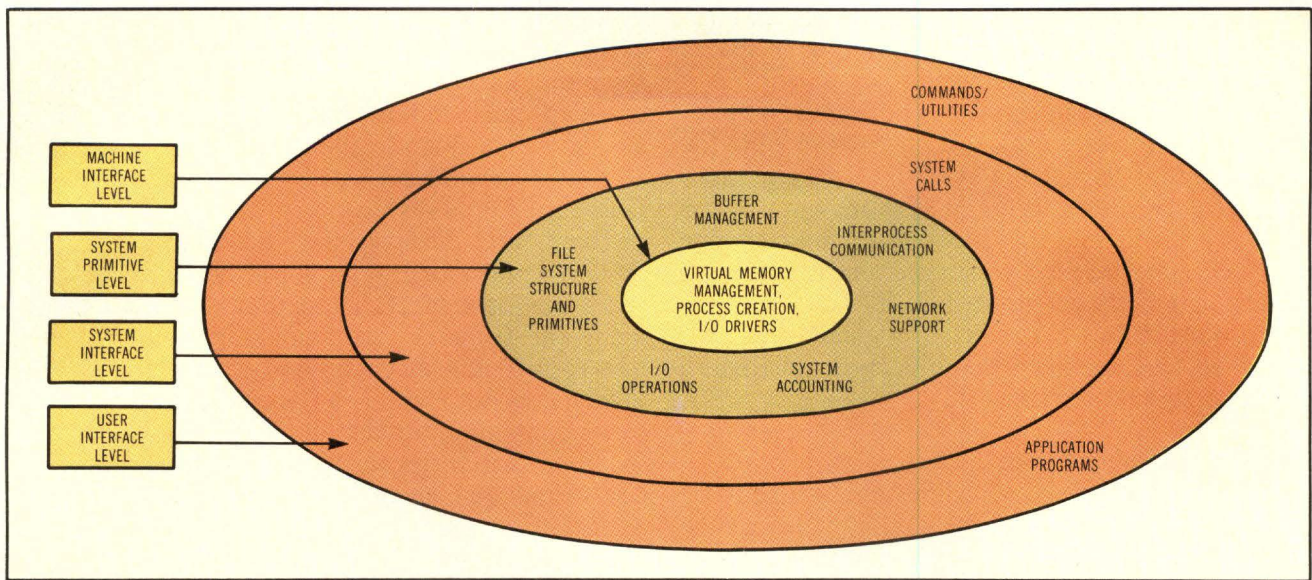 MACHINE
INTERFACE
LEVEL
SYSTEM
PRIMITIVE
LEVEL
SYSTEM
INTERFACE
LEVEL
USER
INTERFACE
LEVEL
COMMANDS/
UTILITIES
SYSTEM
CALLS
BUFFER
MANAGEMENT
INTERPROCESS
COMMUNICATION
FILE
SYSTEM
STRUCTURE
AND
PRIMITIVES
VIRTUAL MEMORY
MANAGEMENT,
PROCESS CREATION,
I/O DRIVERS
NETWORK
SUPPORT
I/O
OPERATIONS
SYSTEM
ACCOUNTING
APPLICATION
PROGRAMS